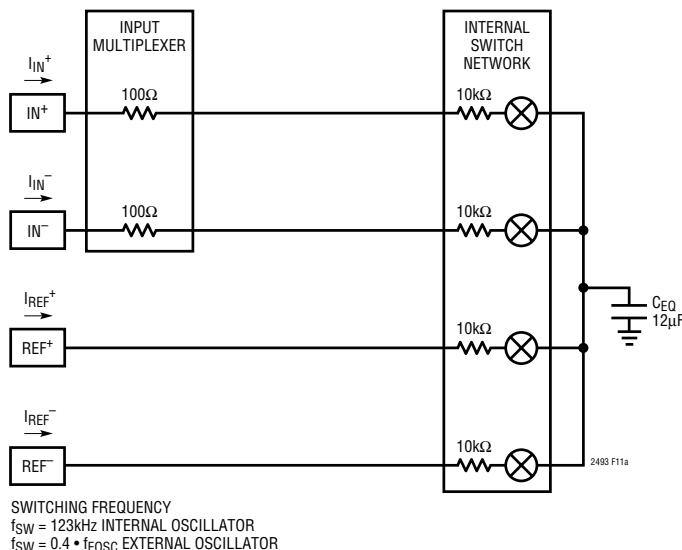 INPUT
MULTIPLEXER
INTERNAL
SWITCH
NETWORK
IIN+
100Ω
10kΩ
IN+
IIN–
100Ω
10kΩ
IN–
IREF+
10kΩ
REF+
CEQ
12µF
IREF–
10kΩ
REF–
2493 F11a
SWITCHING FREQUENCY
fSW = 123kHz INTERNAL OSCILLATOR
fSW = 0.4 • fEOSC EXTERNAL OSCILLATOR